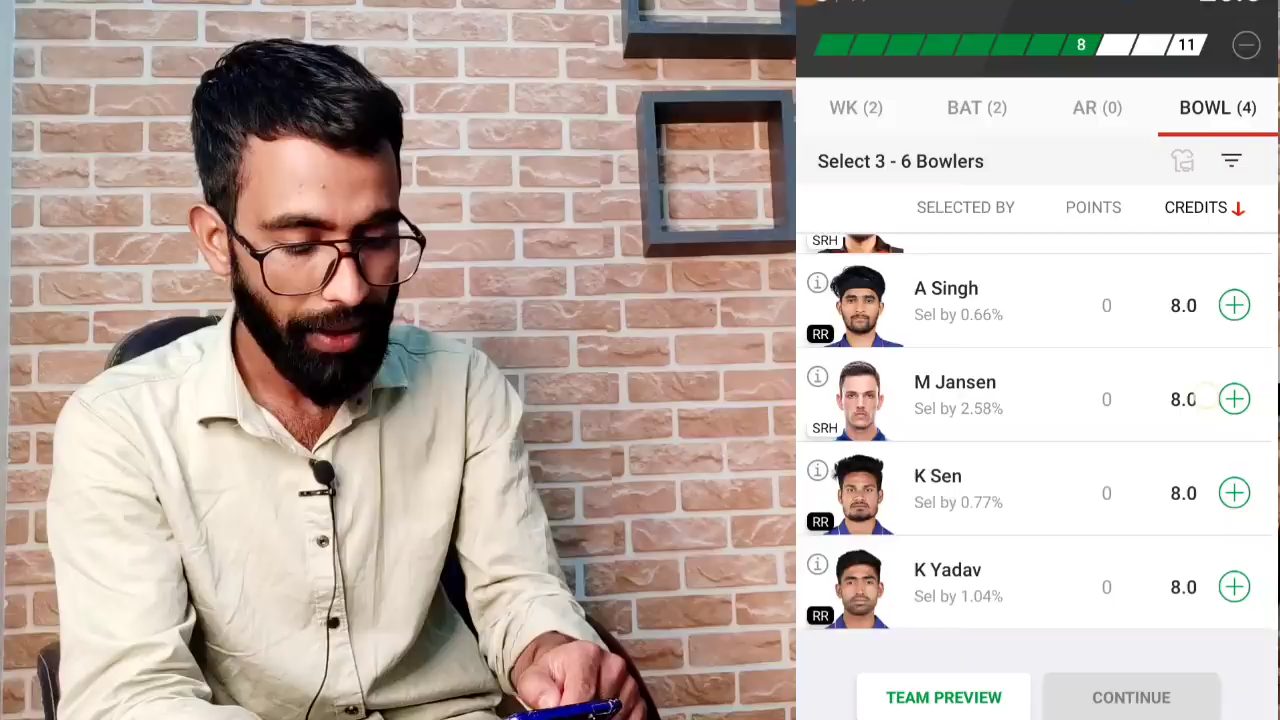 8
11
WK (2)
BAT (2)
AR (0)
BOWL (4)
Select 3 - 6 Bowlers
SELECTED BY
POINTS
CREDITS
SRH
A Singh
Sel by 0.66%
0
8.0
RR
M Jansen
Sel by 2.58%
0
8.0
SRH
K Sen
Sel by 0.77%
0
8.0
RR
K Yadav
Sel by 1.04%
0
8.0
RR
TEAM PREVIEW
CONTINUE